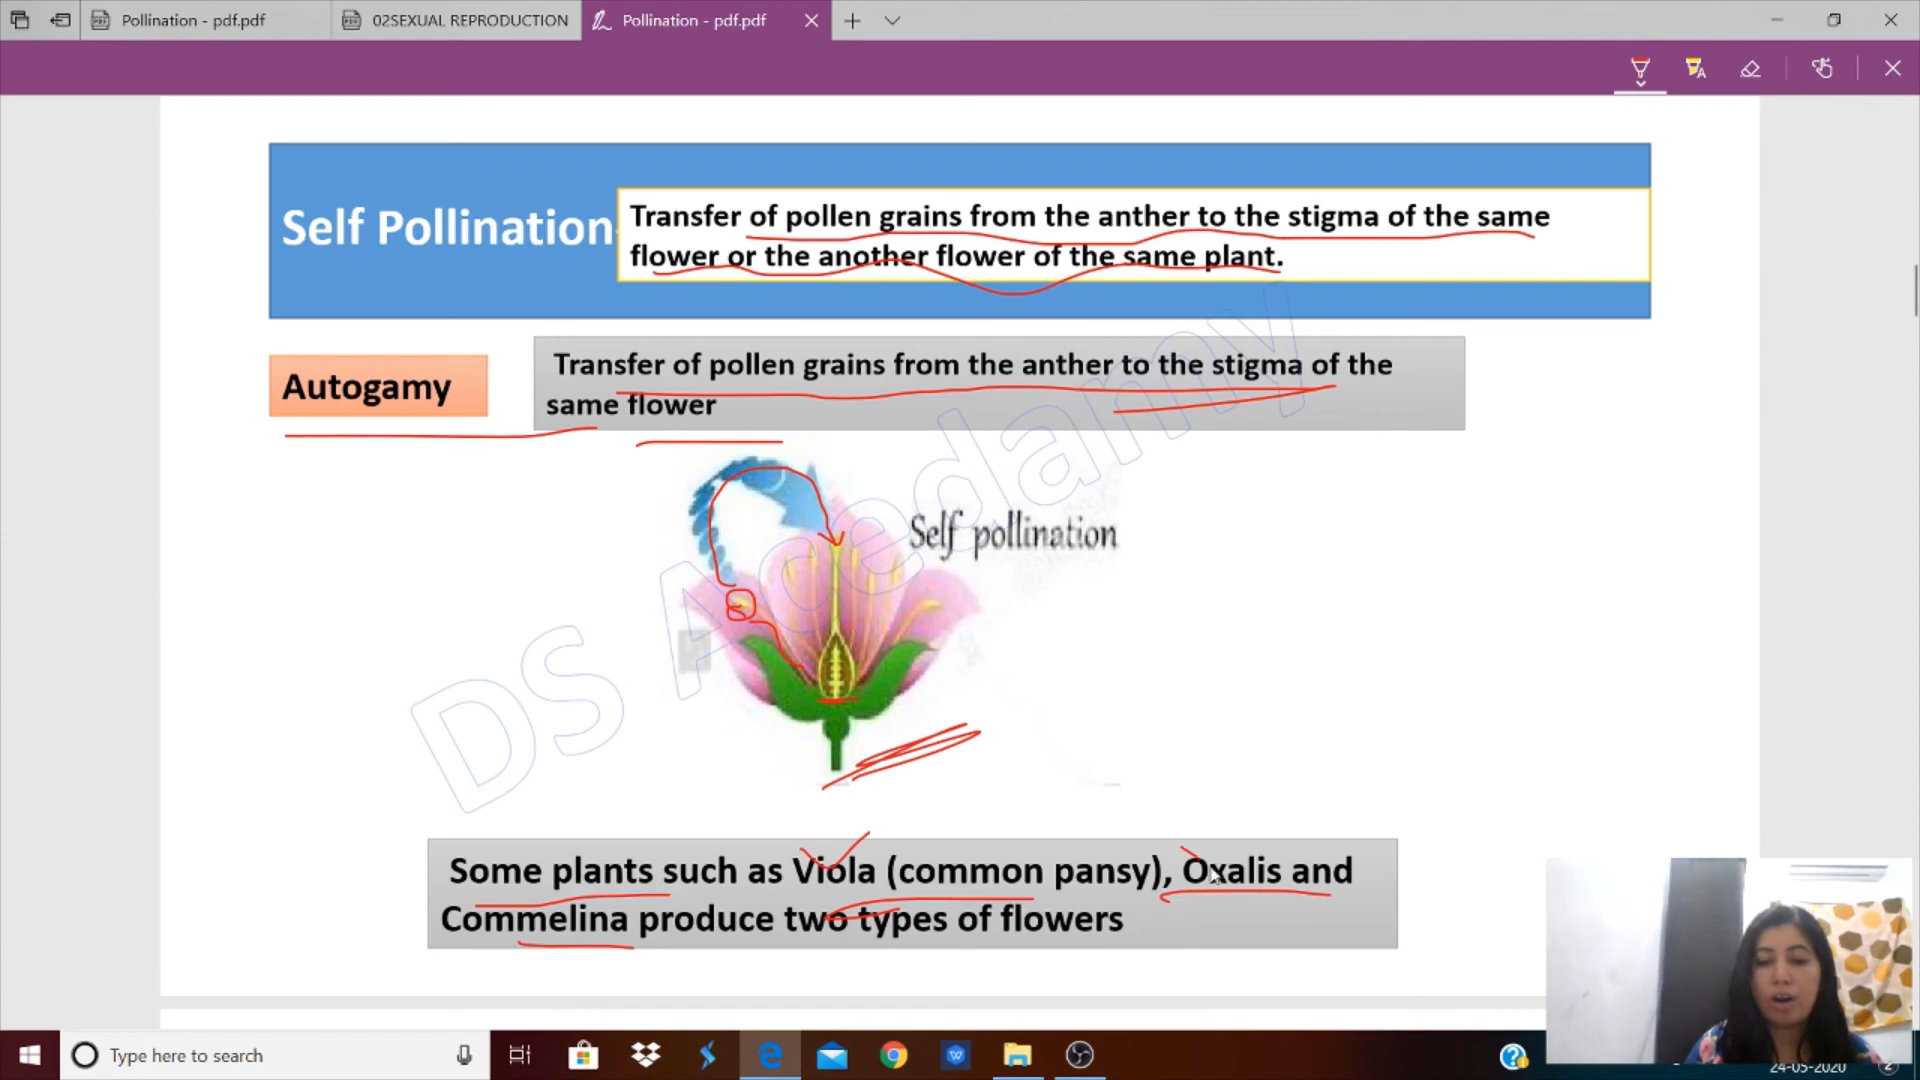 Pollination - pdf.pdf
02SEXUAL REPRODUCTION
Pollination - pdf.pdf
Self Pollination-
Transfer of pollen grains from the anther to the stigma of the same
flower or the another flower of the same plant.
Autogamy
Transfer of pollen grains from the anther to the stigma of the
same flower
Self pollination
DS Acedamy
Some plants such as Viola (common pansy), Oxalis and
Commelina produce two types of flowers
Type here to search
24-05-2020
2